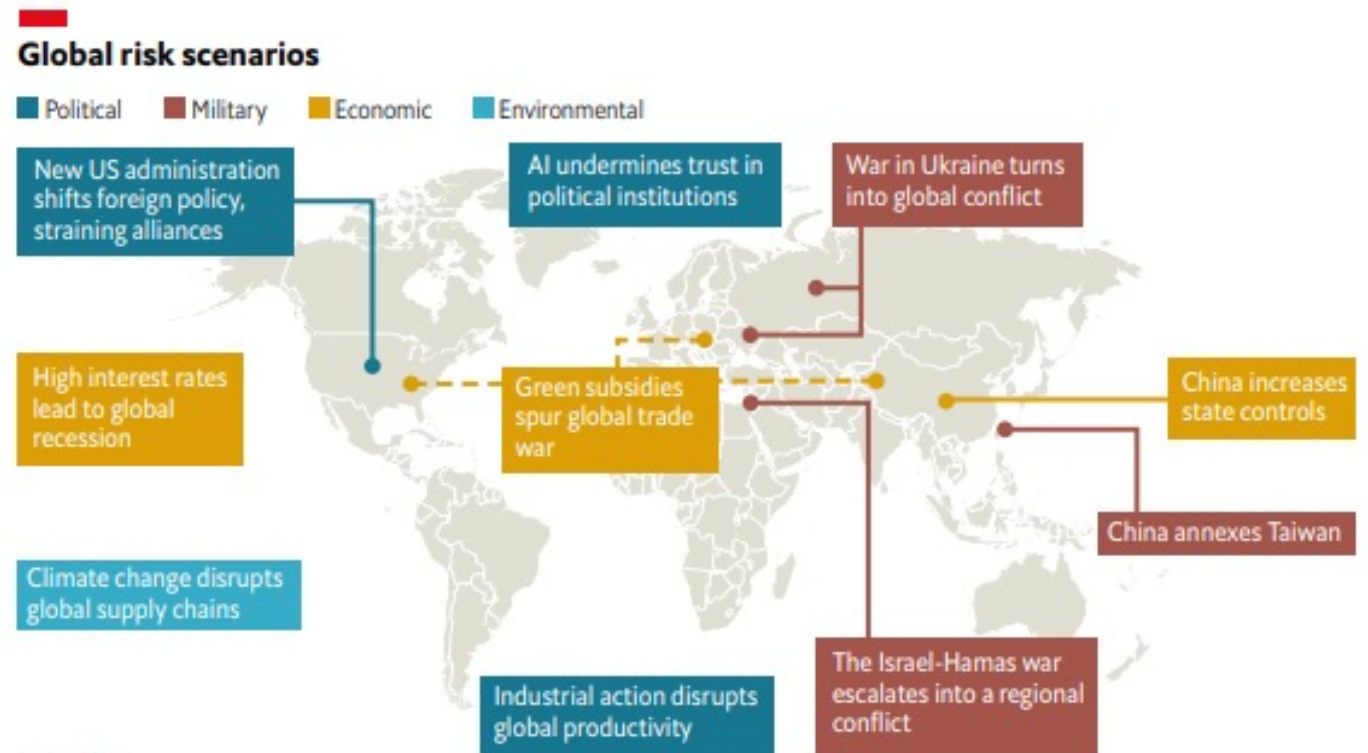 Global risk scenarios
Political
Military
Economic
Environmental
New US administration
shifts foreign policy,
straining alliances
AI undermines trust in
political institutions
War in Ukraine turns
into global conflict
High interest rates
lead to global
recession
Green subsidies
spur global trade
war
China increases
state controls
China annexes Taiwan
Climate change disrupts
global supply chains
The Israel-Hamas war
escalates into a regional
conflict
Industrial action disrupts
global productivity